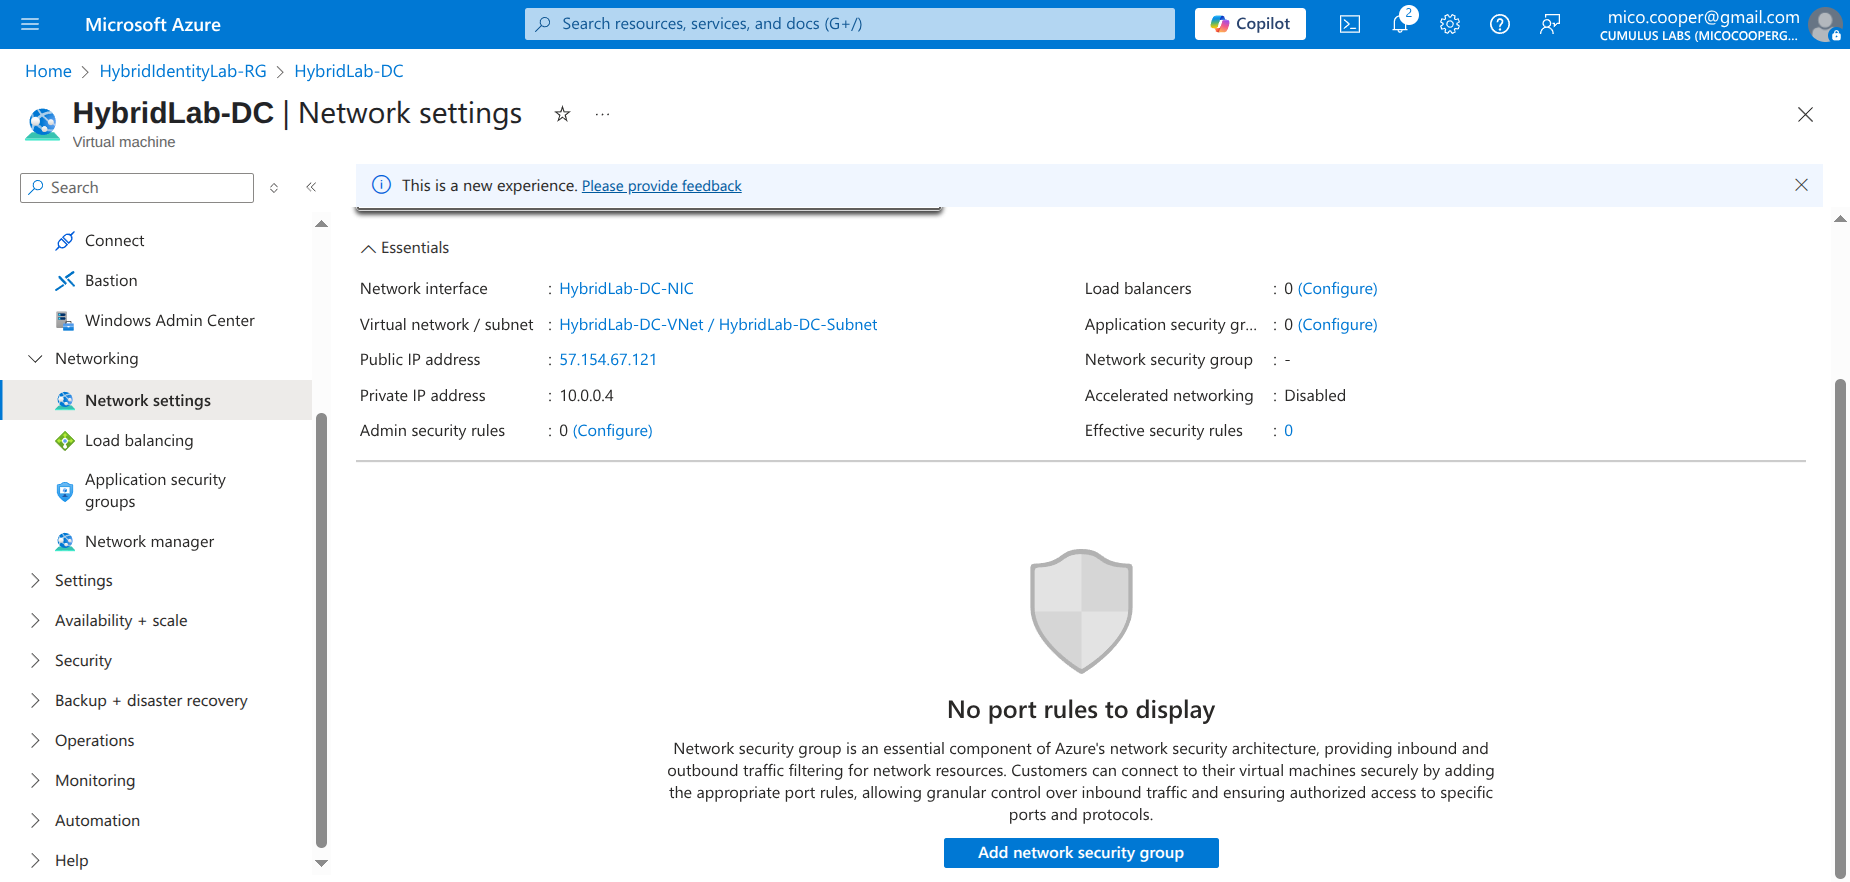 Microsoft Azure
Search resources, services, and docs (G+/)
Copilot
2
mico.cooper@gmail.com
CUMULUS LABS (MICOCOOPERG...
Home > HybridIdentityLab-RG > HybridLab-DC
HybridLab-DC | Network settings
...
Virtual machine
Search
This is a new experience. Please provide feedback
Connect
Bastion
Windows Admin Center
Networking
Network settings
Load balancing
Application security
groups
Network manager
Settings
Availability + scale
Security
Backup + disaster recovery
Operations
Monitoring
Automation
Help
Essentials
Network interface : HybridLab-DC-NIC
Virtual network / subnet : HybridLab-DC-VNet / HybridLab-DC-Subnet
Public IP address : 57.154.67.121
Private IP address : 10.0.0.4
Admin security rules : 0 (Configure)
Load balancers : 0 (Configure)
Application security gr... : 0 (Configure)
Network security group : -
Accelerated networking : Disabled
Effective security rules : 0
No port rules to display
Network security group is an essential component of Azure's network security architecture, providing inbound and
outbound traffic filtering for network resources. Customers can connect to their virtual machines securely by adding
the appropriate port rules, allowing granular control over inbound traffic and ensuring authorized access to specific
ports and protocols.
Add network security group